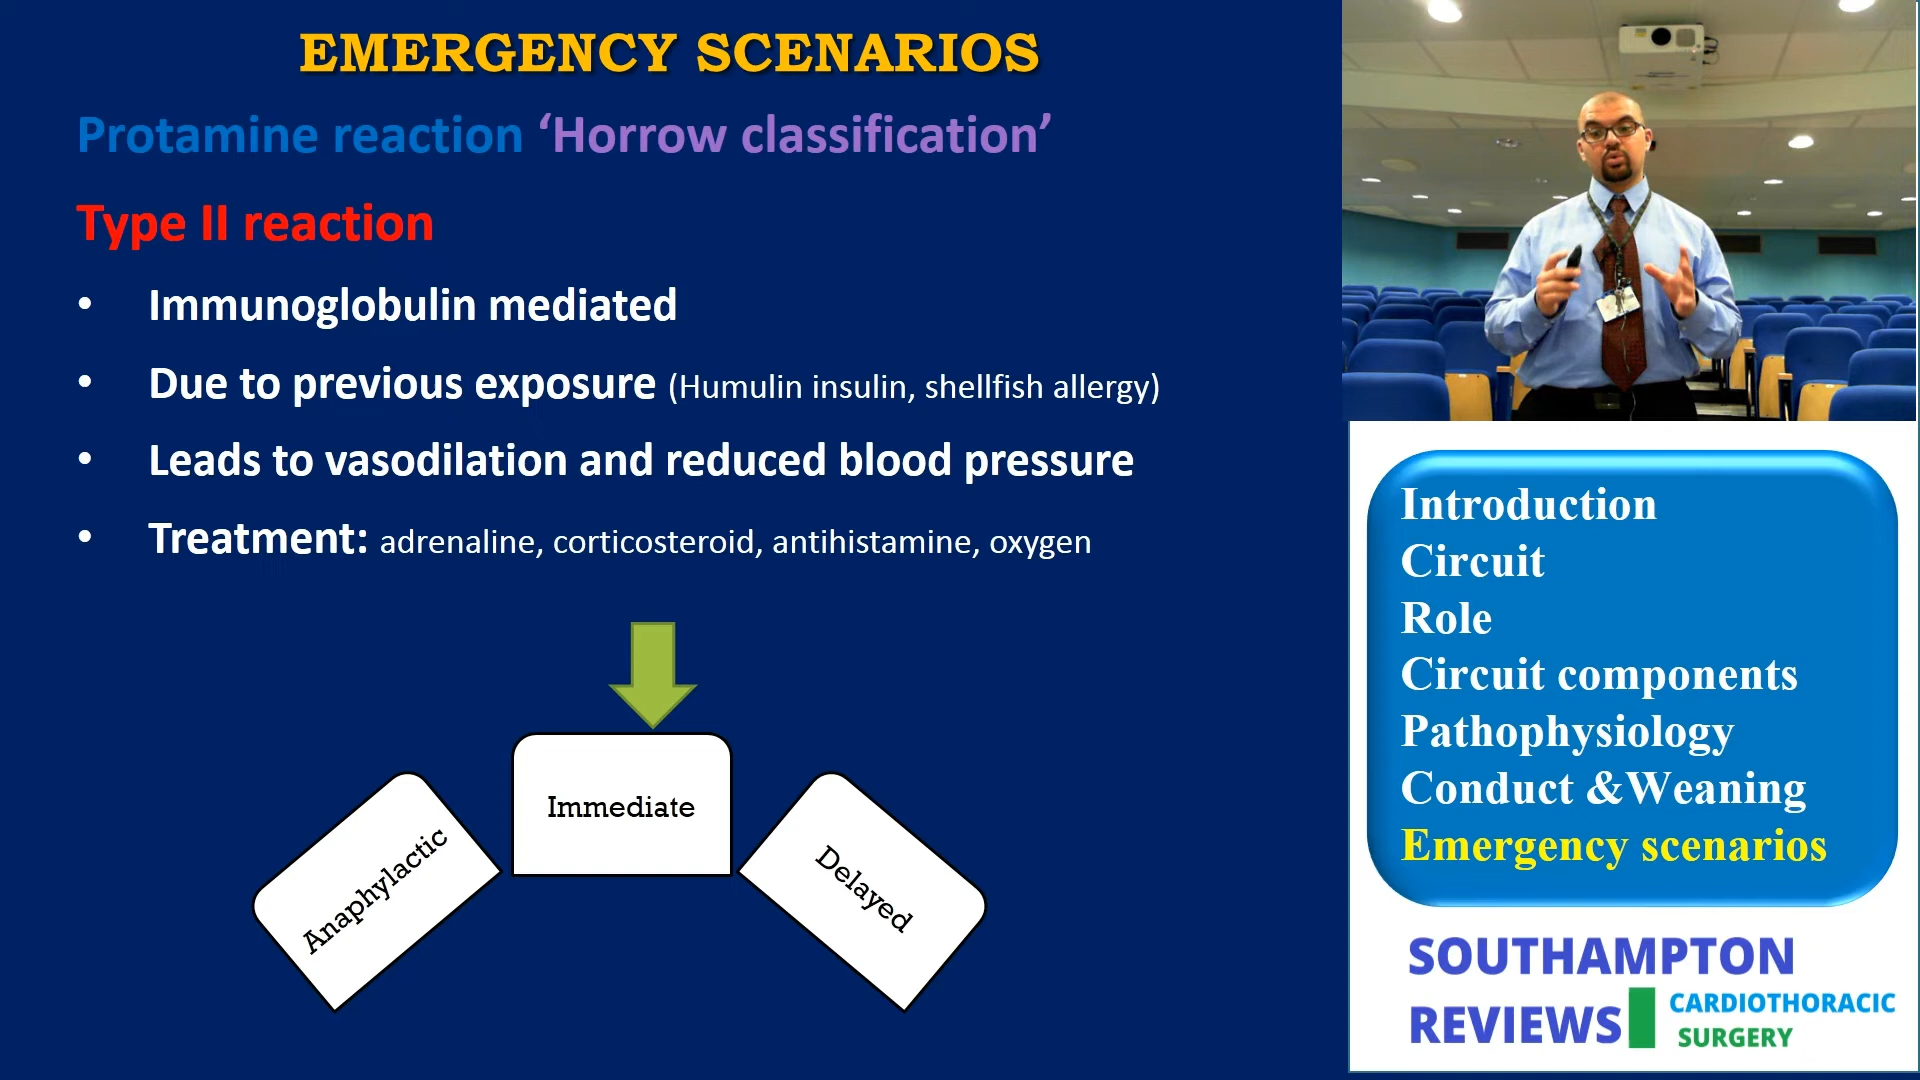 EMERGENCY SCENARIOS
Protamine reaction ‘Horrow classification’
Type II reaction
• Immunoglobulin mediated
• Due to previous exposure (Humulin insulin, shellfish allergy)
• Leads to vasodilation and reduced blood pressure
• Treatment: adrenaline, corticosteroid, antihistamine, oxygen
Anaphylactic
Immediate
Delayed
Introduction
Circuit
Role
Circuit components
Pathophysiology
Conduct &Weaning
Emergency scenarios
SOUTHAMPTON
REVIEWS CARDIOTHORACIC
SURGERY